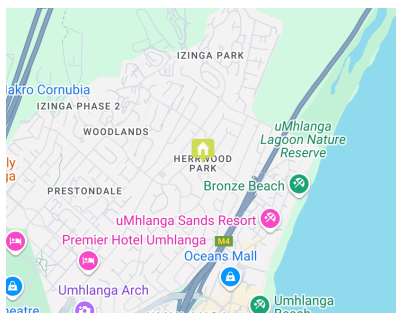 IZINGA PARK
Makro Cornubia
IZINGA PHASE 2
WOODLANDS
uMhlanga
Lagoon Nature
Reserve
HERRWOOD
PARK
PRESTONDALE
Bronze Beach
uMhlanga Sands Resort
Premier Hotel Umhlanga
M4
Oceans Mall
Umhlanga Arch
Umhlanga